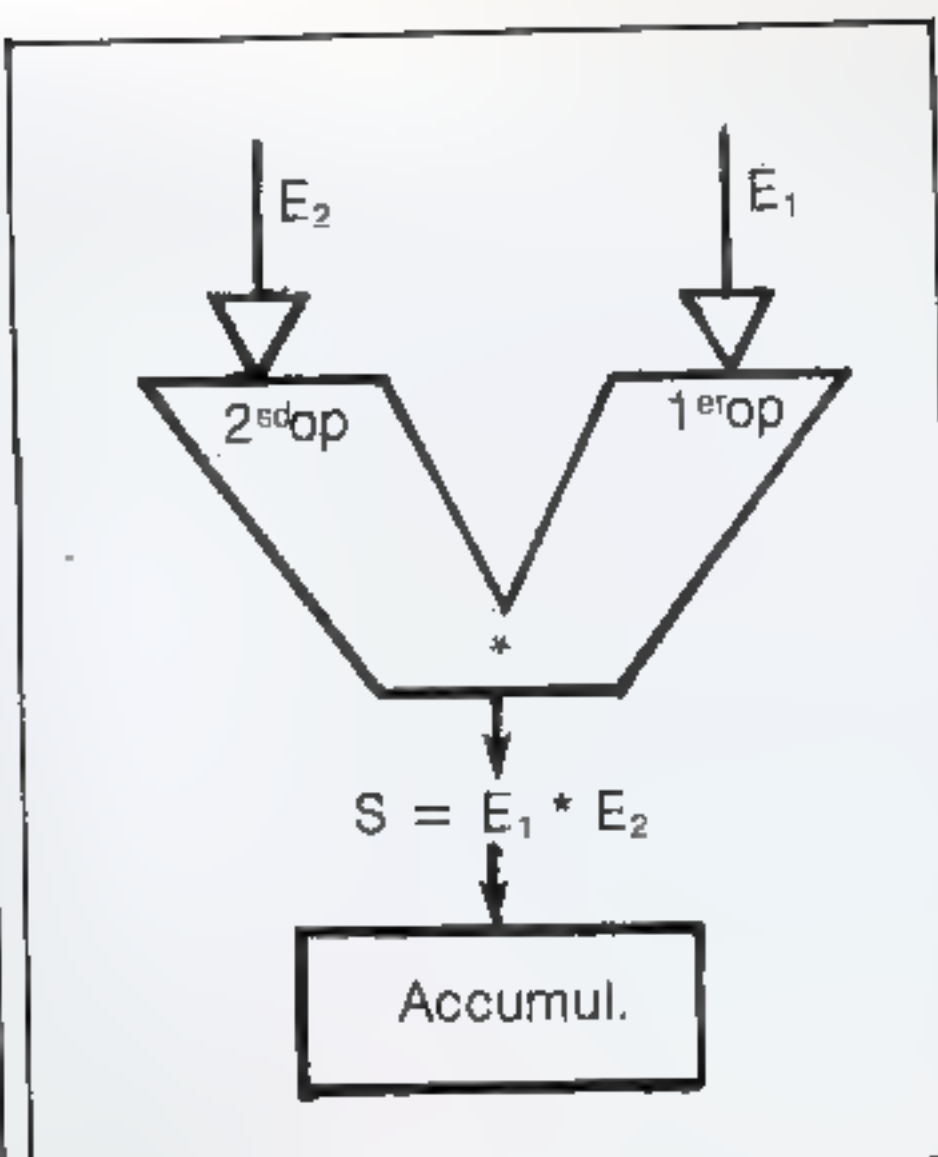 E₂
E₁
2ˢᵈop
1ᵉʳop
*
S = E₁ * E₂
Accumul.